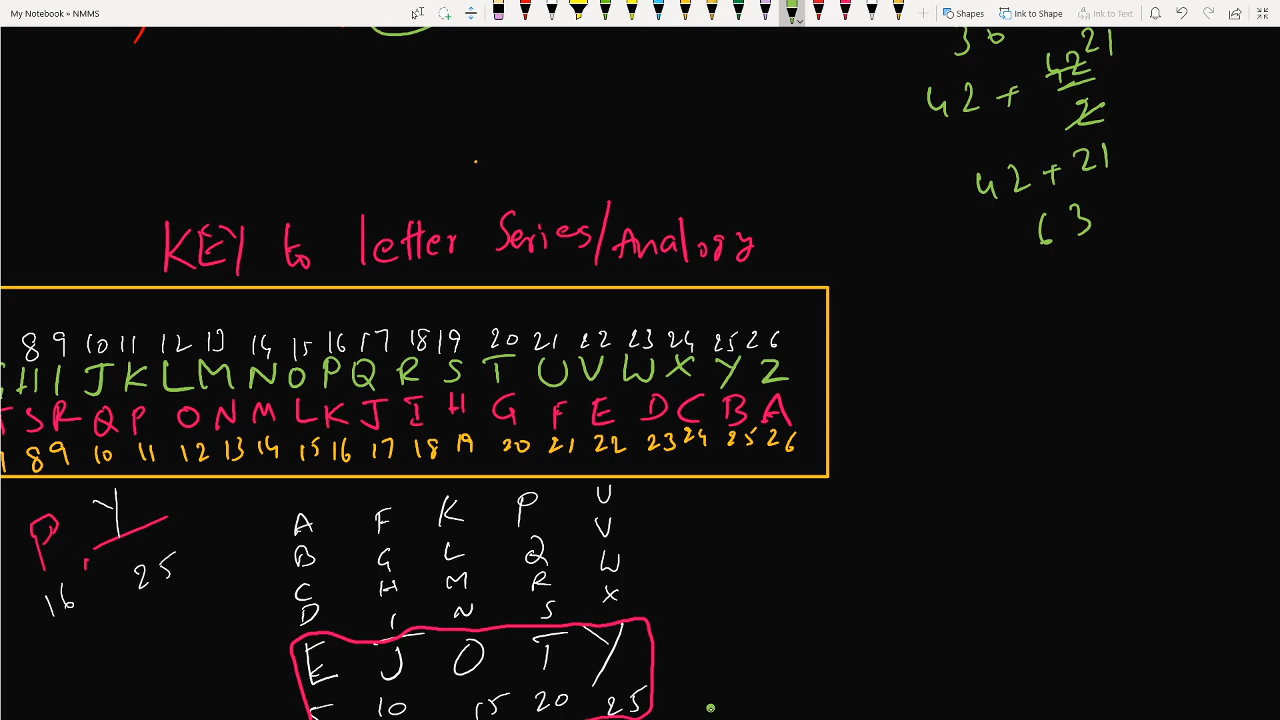 My Notebook » NMMS
Shapes Ink to Shape Ink to Text
36
42 + 42/2 21
42 + 21
63
KEY to letter Series/Analogy
8 9 10 11 12 13 14 15 16 17 18 19 20 21 22 23 24 25 26
H I J K L M N O P Q R S T U V W X Y Z
T S R Q P O N M L K J I H G F E D C B A
8 9 10 11 12 13 14 15 16 17 18 19 20 21 22 23 24 25 26
P Y
16 25
A F K P U
B G L Q V
C H M R W
D I N S X
E J O T Y
5 10 15 20 25